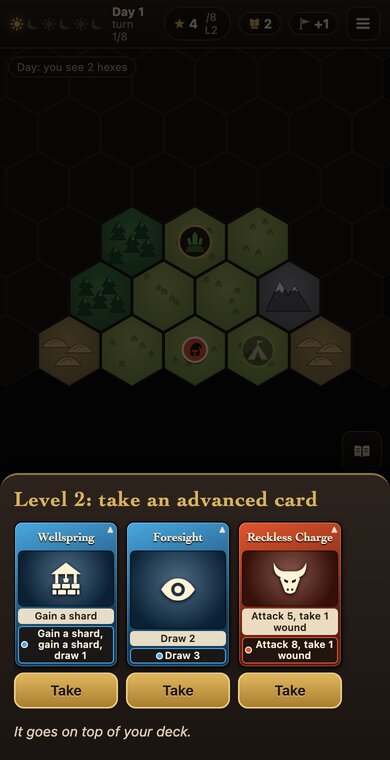 Day 1
turn
1/8
4 /8
L2
2
+1
Day: you see 2 hexes
Level 2: take an advanced card
Wellspring
Gain a shard
Gain a shard,
gain a shard,
draw 1
Take
Foresight
Draw 2
Draw 3
Take
Reckless Charge
Attack 5, take 1
wound
Attack 8, take 1
wound
Take
It goes on top of your deck.